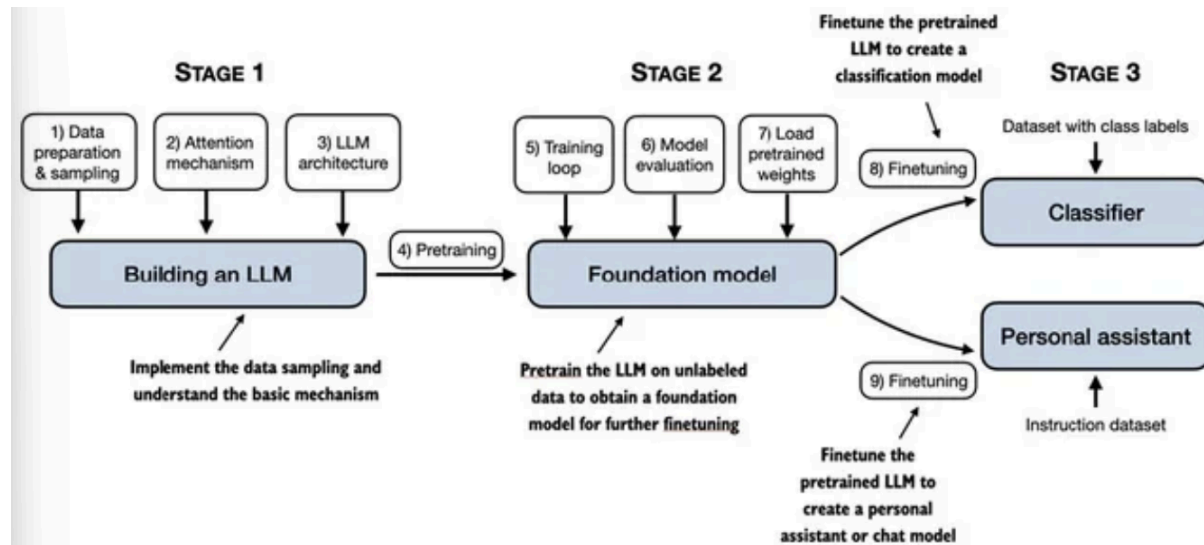 STAGE 1
1) Data
preparation
& sampling
2) Attention
mechanism
3) LLM
architecture
Building an LLM
Implement the data sampling and
understand the basic mechanism
4) Pretraining
STAGE 2
5) Training
loop
6) Model
evaluation
7) Load
pretrained
weights
Foundation model
Pretrain the LLM on unlabeled
data to obtain a foundation
model for further finetuning
Finetune the pretrained
LLM to create a
classification model
STAGE 3
8) Finetuning
Dataset with class labels
Classifier
Personal assistant
9) Finetuning
Instruction dataset
Finetune the
pretrained LLM to
create a personal
assistant or chat model